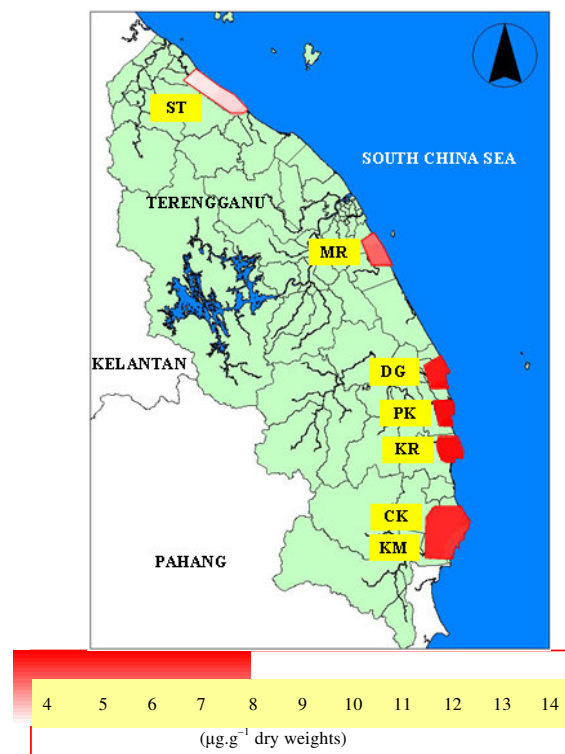 ST
SOUTH CHINA SEA
TERENGGANU
MR
KELANTAN
DG
PK
KR
CK
KM
PAHANG
4 5 6 7 8 9 10 11 12 13 14
(µg.g⁻¹ dry weights)